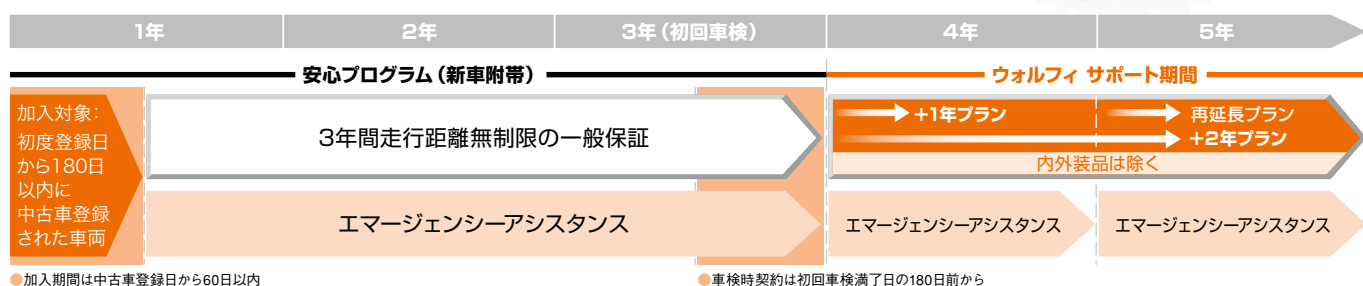 1年 2年 3年（初回車検） 4年 5年
安心プログラム（新車附帯） ウォルフィ サポート期間
加入対象：
初度登録日
から180日
以内に
中古車登録
された車両
3年間走行距離無制限の一般保証
+1年プラン 再延長プラン
+2年プラン
内外装品は除く
エマージェンシーアシスタンス エマージェンシーアシスタンス エマージェンシーアシスタンス
●加入期間は中古車登録日から60日以内 ●車検時契約は初回車検満了日の180日前から